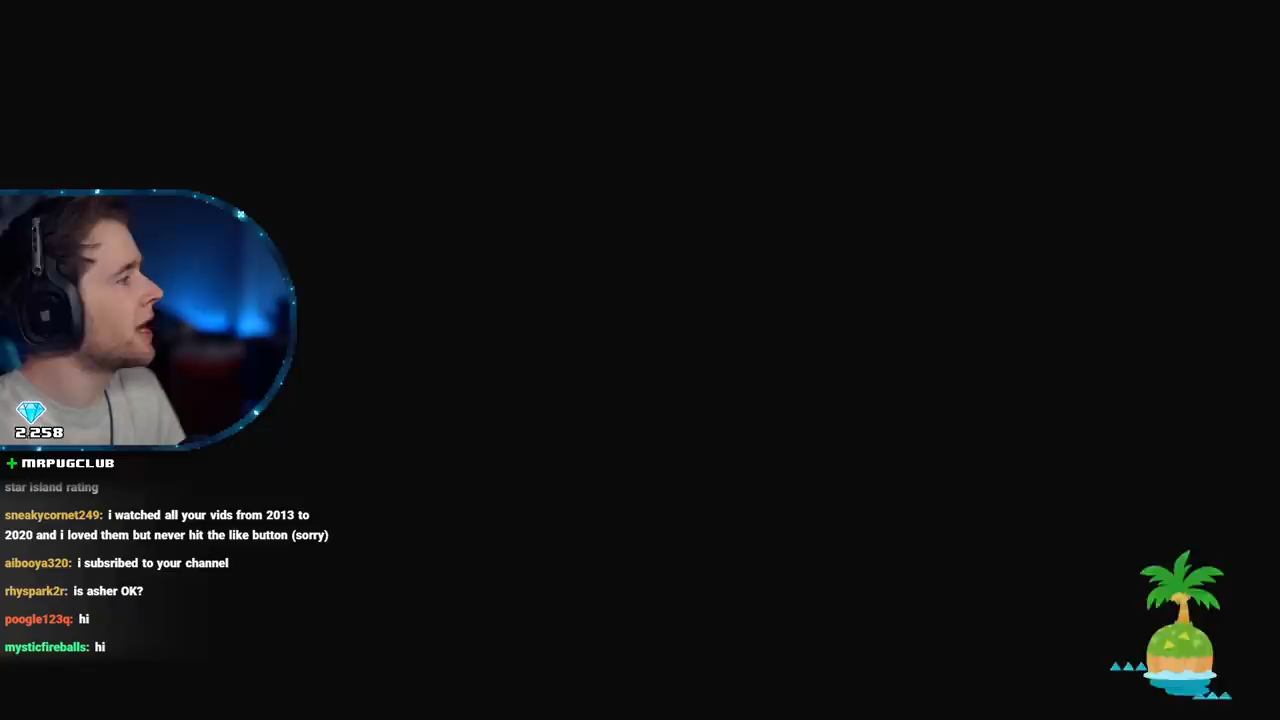 2,258
+ MRPUGCLUB
star island rating
sneakycornet249: i watched all your vids from 2013 to
2020 and i loved them but never hit the like button (sorry)
aibooya320: i subsribed to your channel
rhyspark2r: is asher OK?
poogle123q: hi
mysticfireballs: hi